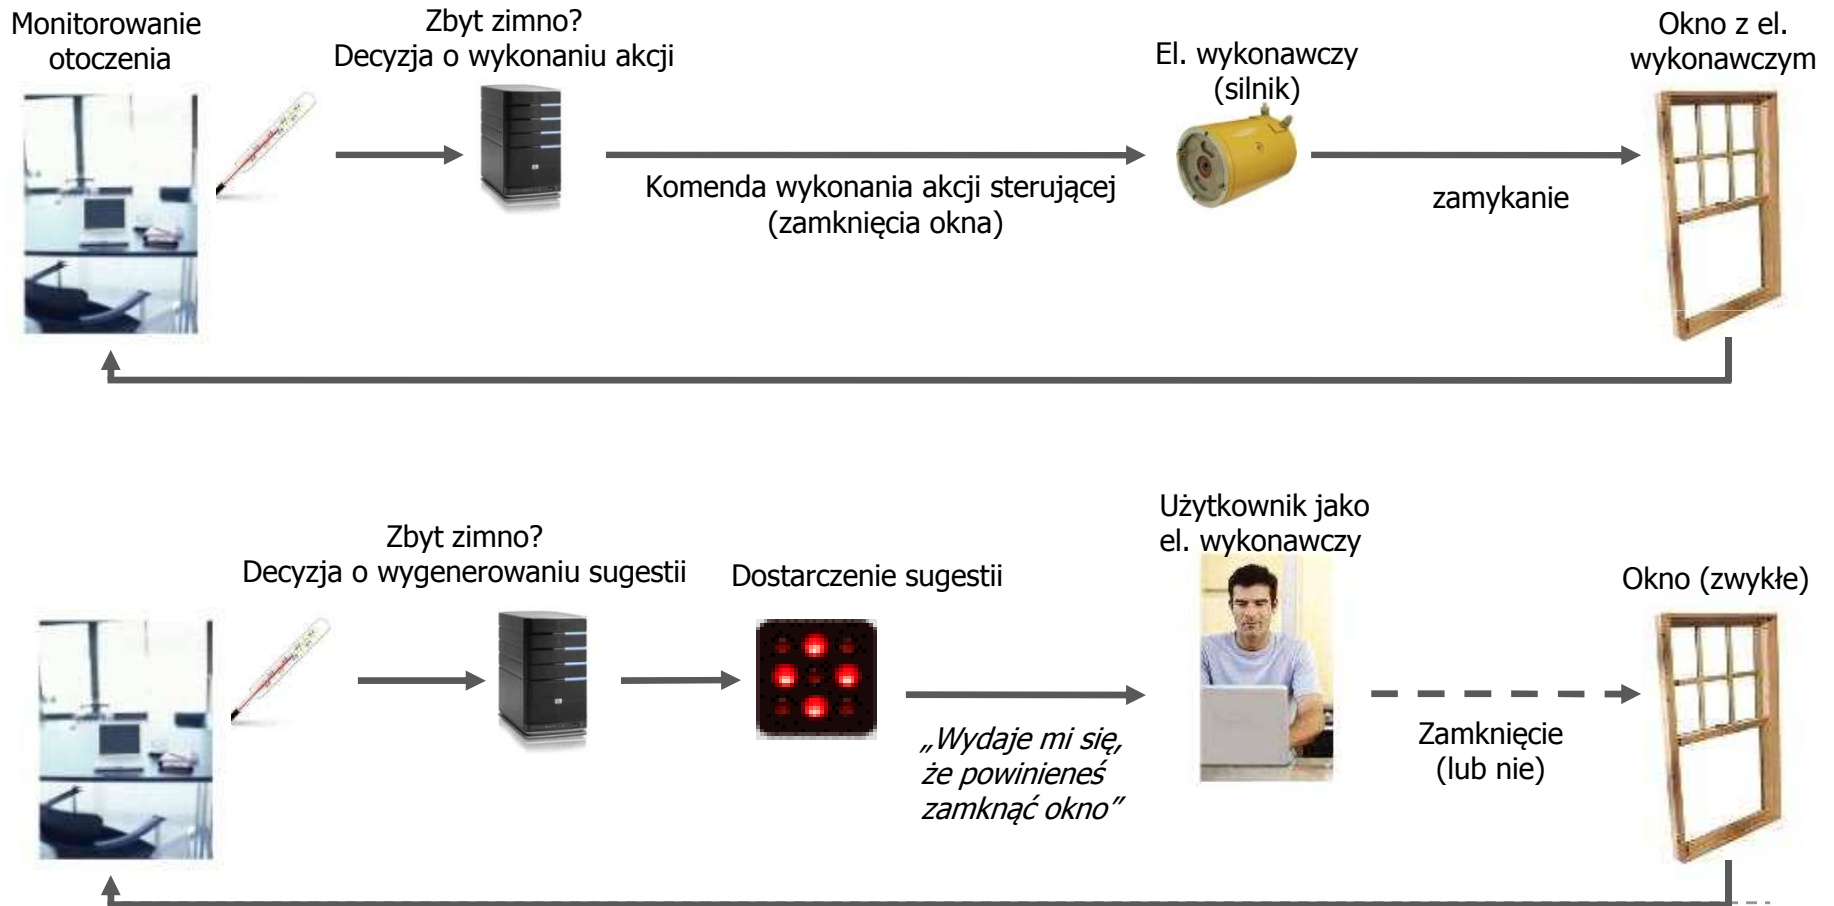 Monitorowanie
otoczenia
Zbyt zimno?
Decyzja o wykonaniu akcji
El. wykonawczy
(silnik)
Okno z el.
wykonawczym
Komenda wykonania akcji sterującej
(zamknięcia okna)
zamykanie
Zbyt zimno?
Decyzja o wygenerowaniu sugestii
Dostarczenie sugestii
Użytkownik jako
el. wykonawczy
Okno (zwykłe)
„Wydaje mi się,
że powinieneś
zamknąć okno”
Zamknięcie
(lub nie)